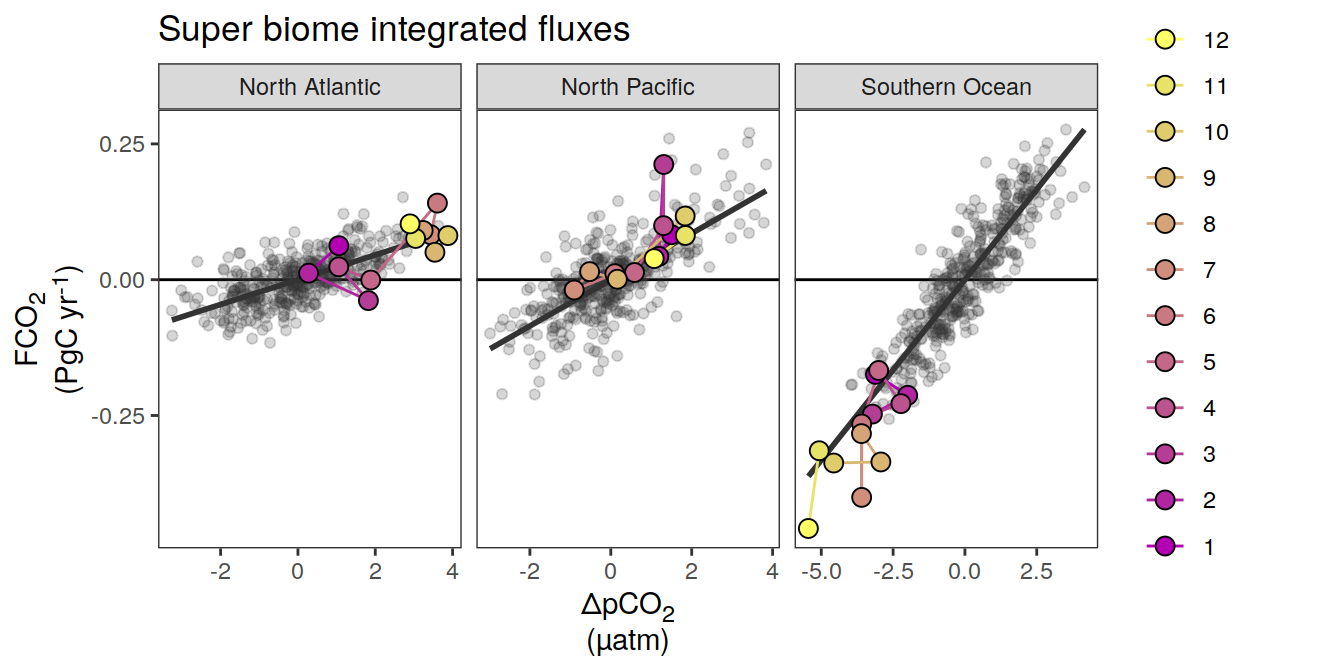 Super biome integrated fluxes
North Atlantic
North Pacific
Southern Ocean
0.25
0.00
-0.25
FCO₂
(PgC yr⁻¹)
-2 0 2 4
-2 0 2 4
-5.0 -2.5 0.0 2.5
ΔpCO₂
(μatm)
12
11
10
9
8
7
6
5
4
3
2
1